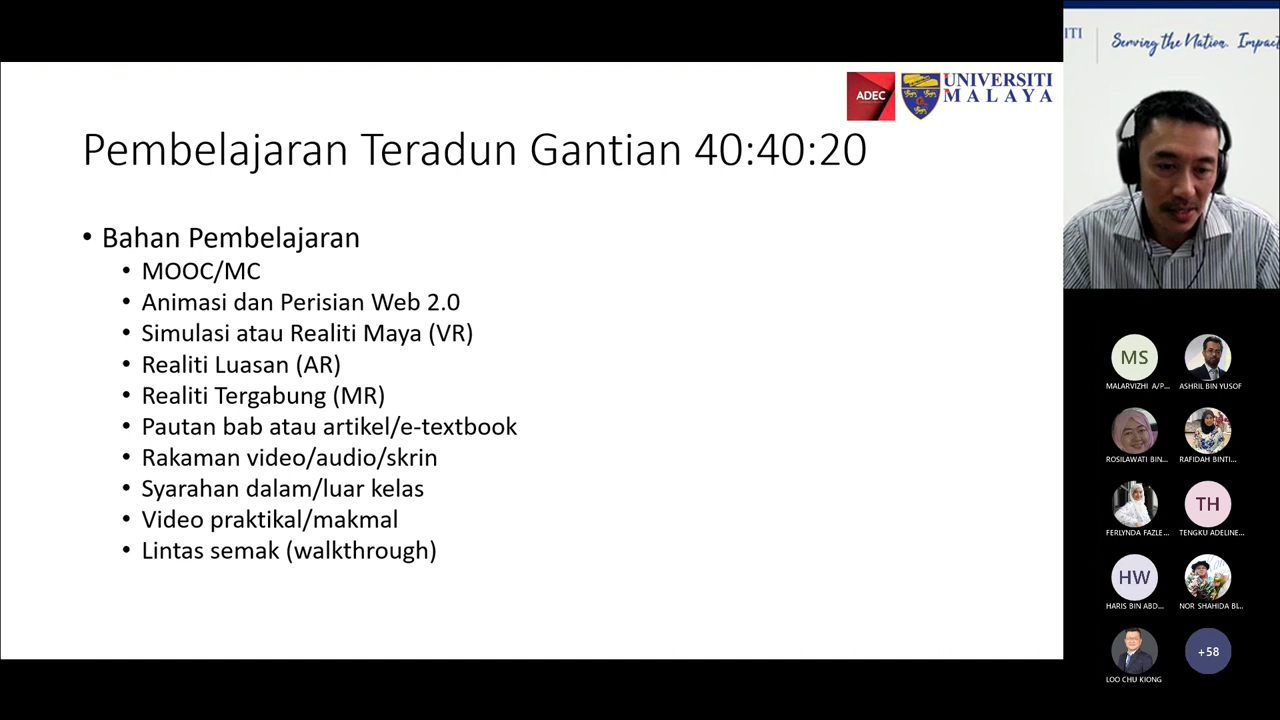 ITI
Serving the Nation. Impac
ADEC
UNIVERSITI
MALAYA
Pembelajaran Teradun Gantian 40:40:20
• Bahan Pembelajaran
• MOOC/MC
• Animasi dan Perisian Web 2.0
• Simulasi atau Realiti Maya (VR)
• Realiti Luasan (AR)
• Realiti Tergabung (MR)
• Pautan bab atau artikel/e-textbook
• Rakaman video/audio/skrin
• Syarahan dalam/luar kelas
• Video praktikal/makmal
• Lintas semak (walkthrough)
MS
MALARVIZHI A/P...
ASHRIL BIN YUSOF
ROSILAWATI BIN...
RAFIDAH BINTI...
FERLYNDA FAZLE...
TH
TENGKU ADELINE...
HW
HARIS BIN ABD...
NOR SHAHIDA BI...
LOO CHU KIONG
+58